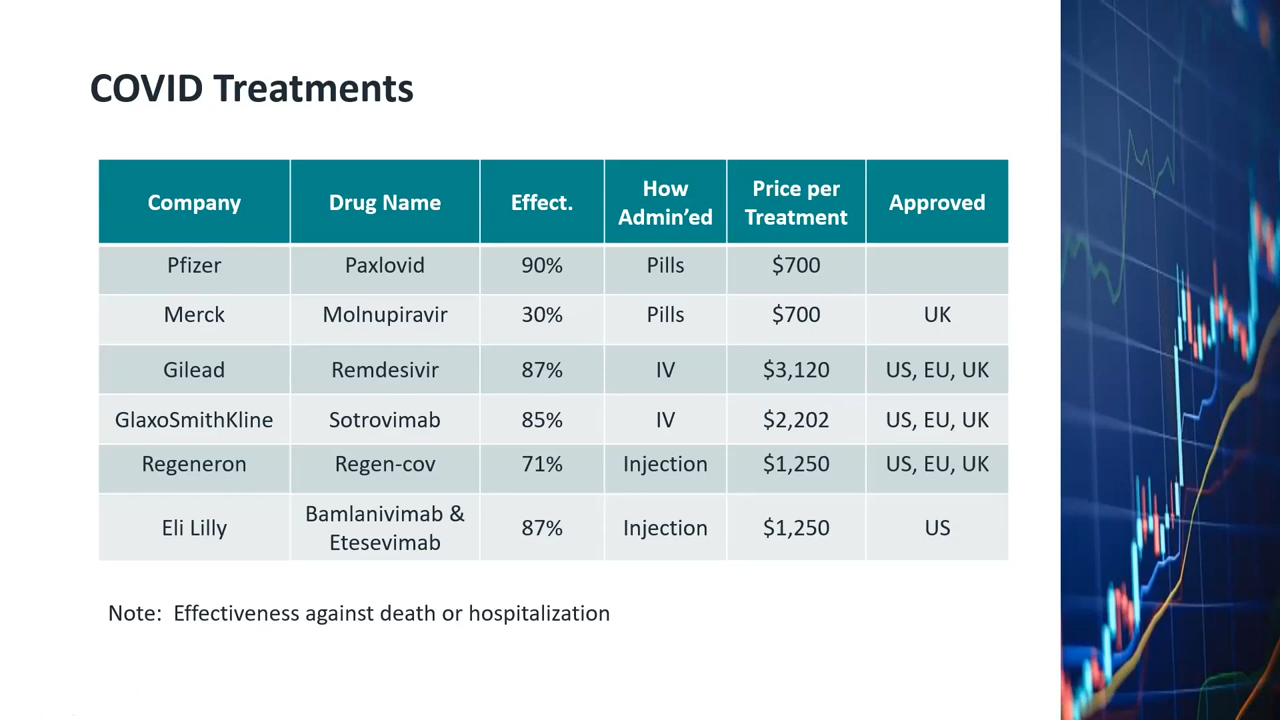 COVID Treatments
Company Drug Name Effect. How Admin’ed Price per Treatment Approved
Pfizer Paxlovid 90% Pills $700
Merck Molnupiravir 30% Pills $700 UK
Gilead Remdesivir 87% IV $3,120 US, EU, UK
GlaxoSmithKline Sotrovimab 85% IV $2,202 US, EU, UK
Regeneron Regen-cov 71% Injection $1,250 US, EU, UK
Eli Lilly Bamlanivimab & Etesevimab 87% Injection $1,250 US
Note: Effectiveness against death or hospitalization